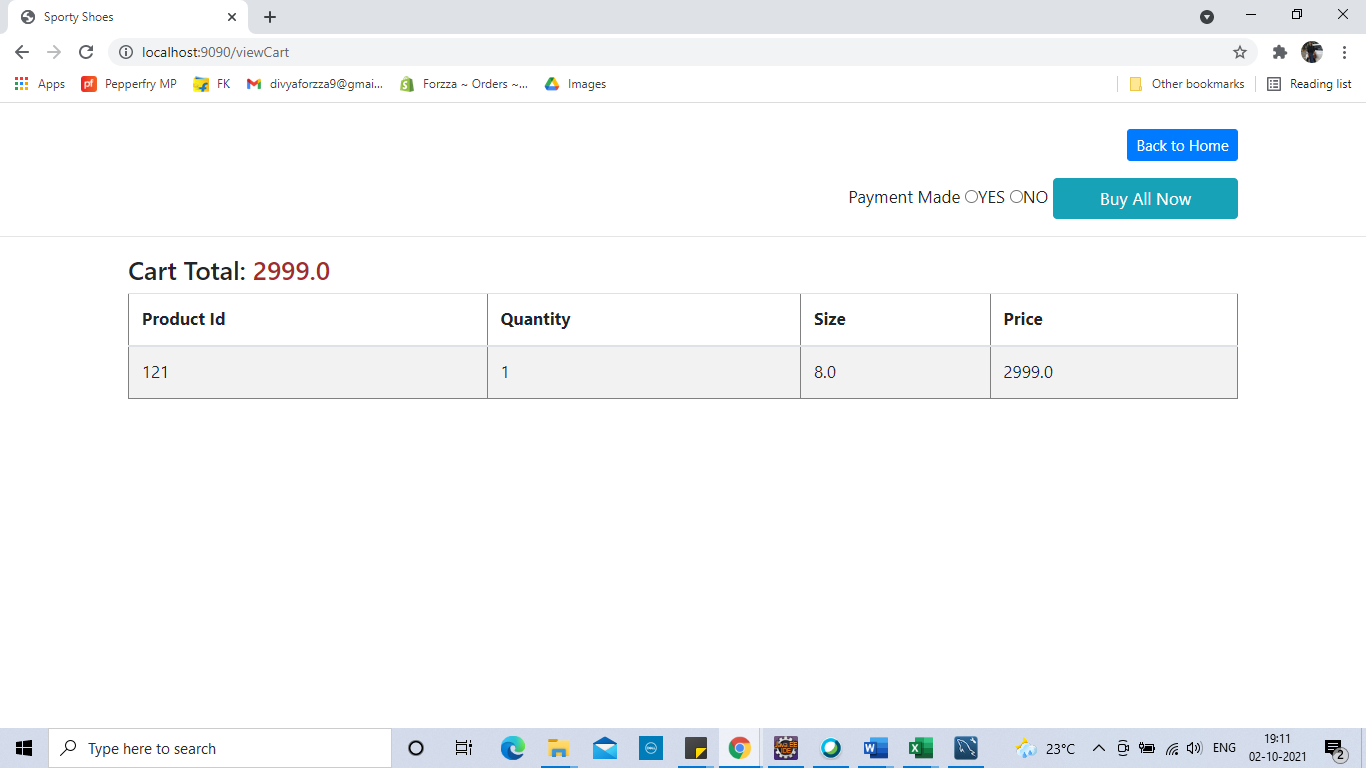 Sporty Shoes
localhost:9090/viewCart
Apps Pepperfry MP FK divyaforzza9@gmai... Forzza ~ Orders ~... Images Other bookmarks Reading list
Back to Home
Payment Made YES NO Buy All Now
Cart Total: 2999.0
Product Id Quantity Size Price
121 1 8.0 2999.0
Type here to search 23°C ENG 19:11
02-10-2021 2